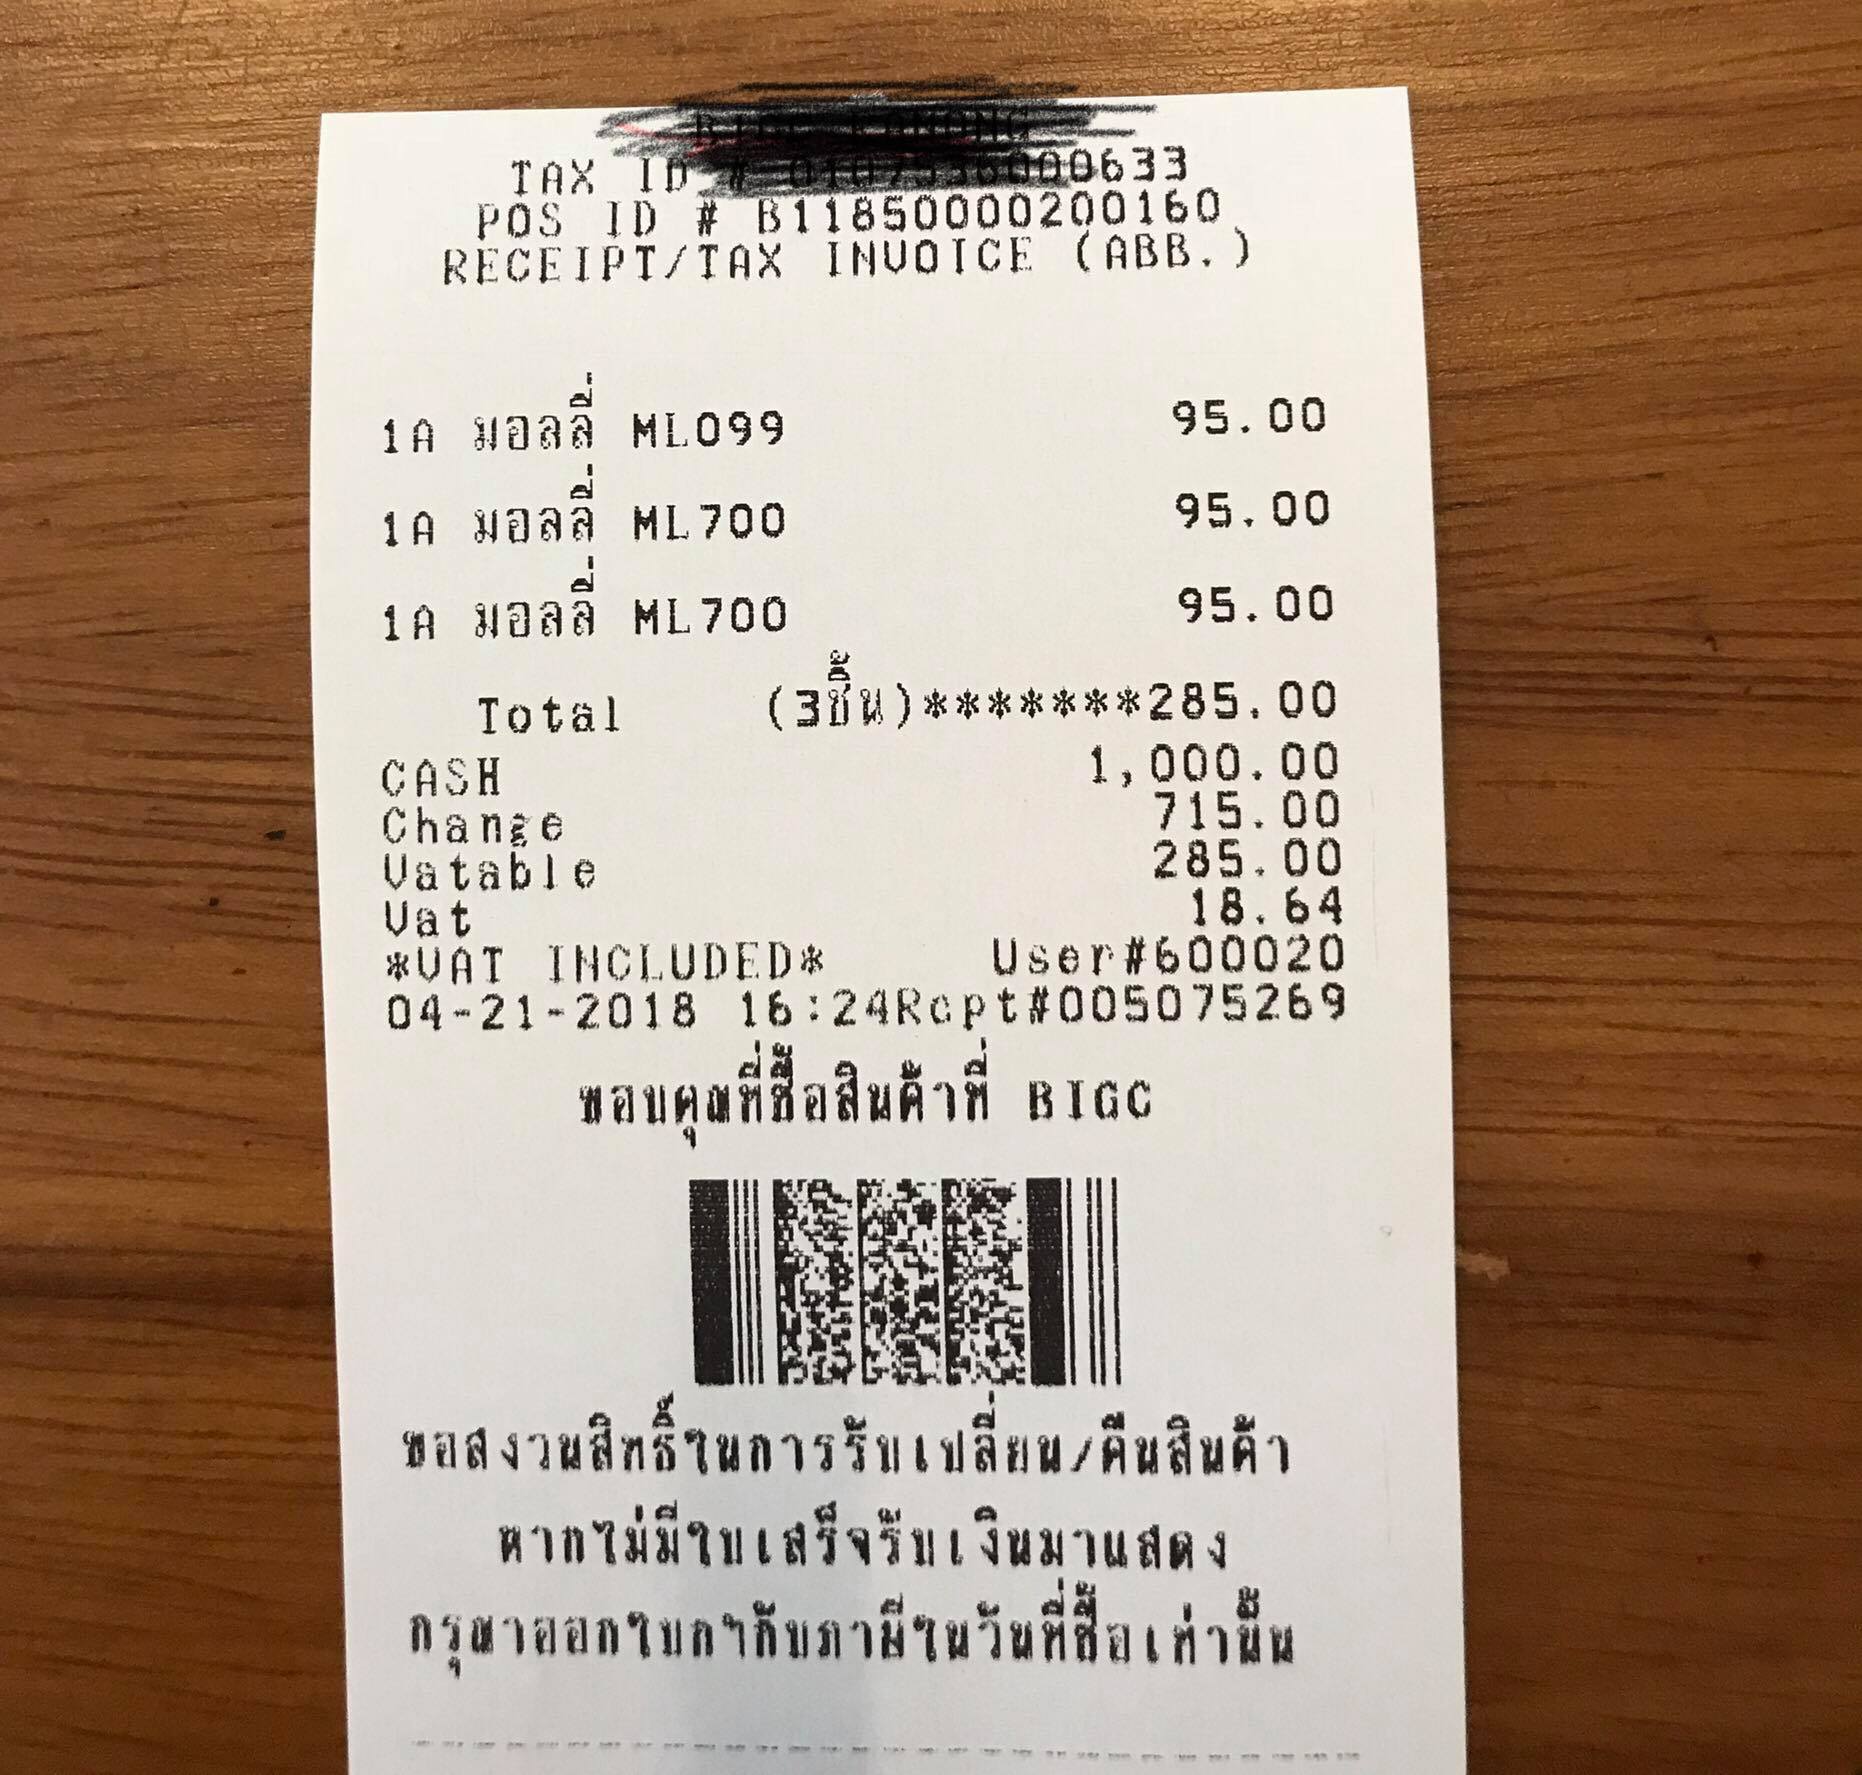 TAX ID # 0107536000633
POS ID # B11850000200160
RECEIPT/TAX INVOICE (ABB.)
1A มอลลี่ ML099 95.00
1A มอลลี่ ML700 95.00
1A มอลลี่ ML700 95.00
Total (3ชิ้น)*******285.00
CASH 1,000.00
Change 715.00
Vatable 285.00
Vat 18.64
*VAT INCLUDED* User#600020
04-21-2018 16:24Rcpt#005075269
ขอบคุณที่ซื้อสินค้าที่ BIGC
ขอสงวนสิทธิ์ในการรับเปลี่ยน/คืนสินค้า
หากไม่มีใบเสร็จรับเงินมาแสดง
กรุณาออกใบกำกับภาษีในวันที่ซื้อเท่านั้น